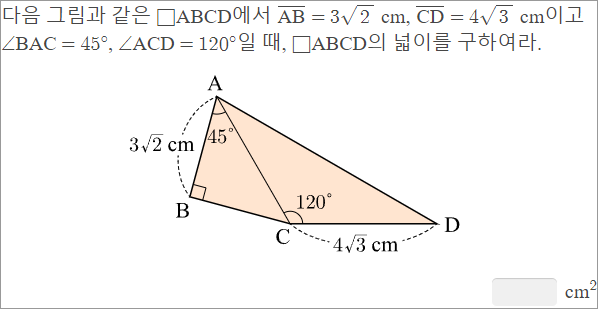 다음 그림과 같은 □ABCD에서 AB = 3√2 cm, CD = 4√3 cm이고
∠BAC = 45°, ∠ACD = 120°일 때, □ABCD의 넓이를 구하여라.
A
3√2 cm
45°
B
120°
C
D
4√3 cm
cm²